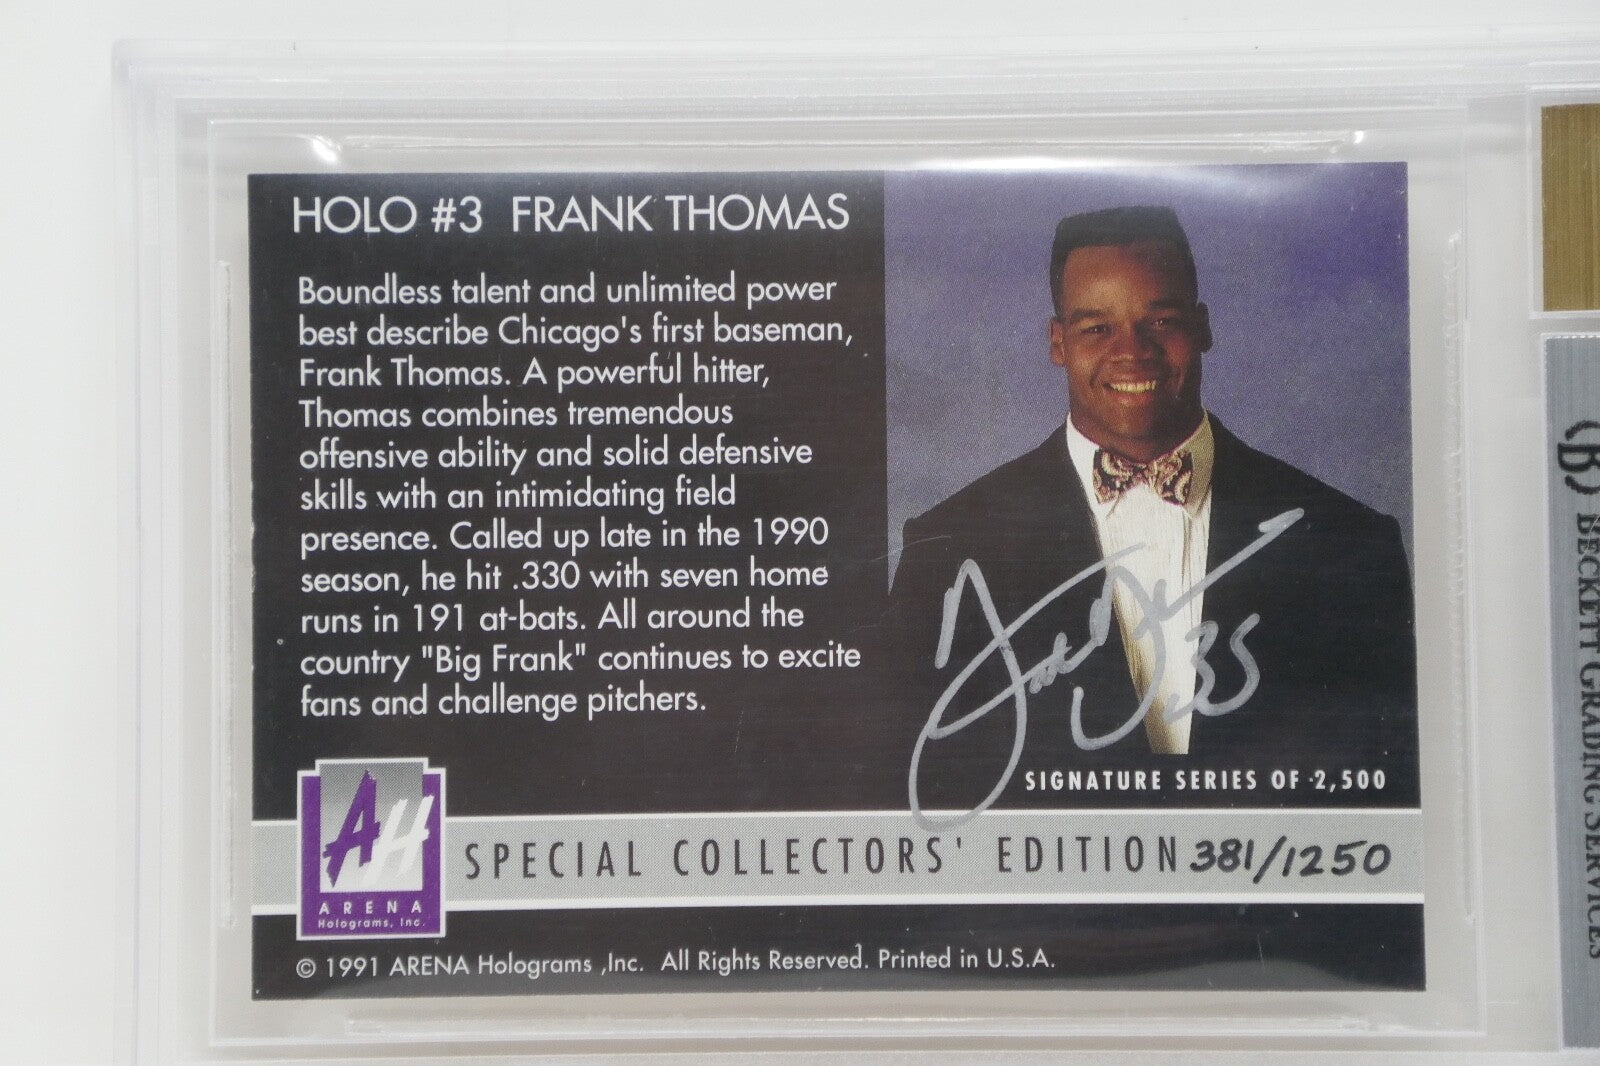 HOLO #3 FRANK THOMAS
Boundless talent and unlimited power
best describe Chicago's first baseman,
Frank Thomas. A powerful hitter,
Thomas combines tremendous
offensive ability and solid defensive
skills with an intimidating field
presence. Called up late in the 1990
season, he hit .330 with seven home
runs in 191 at-bats. All around the
country "Big Frank" continues to excite
fans and challenge pitchers.
35
SIGNATURE SERIES OF 2,500
AH
ARENA
Holograms, Inc.
SPECIAL COLLECTORS' EDITION 381/1250
© 1991 ARENA Holograms ,Inc. All Rights Reserved. Printed in U.S.A.
B
BECKETT GRADING SERVICES